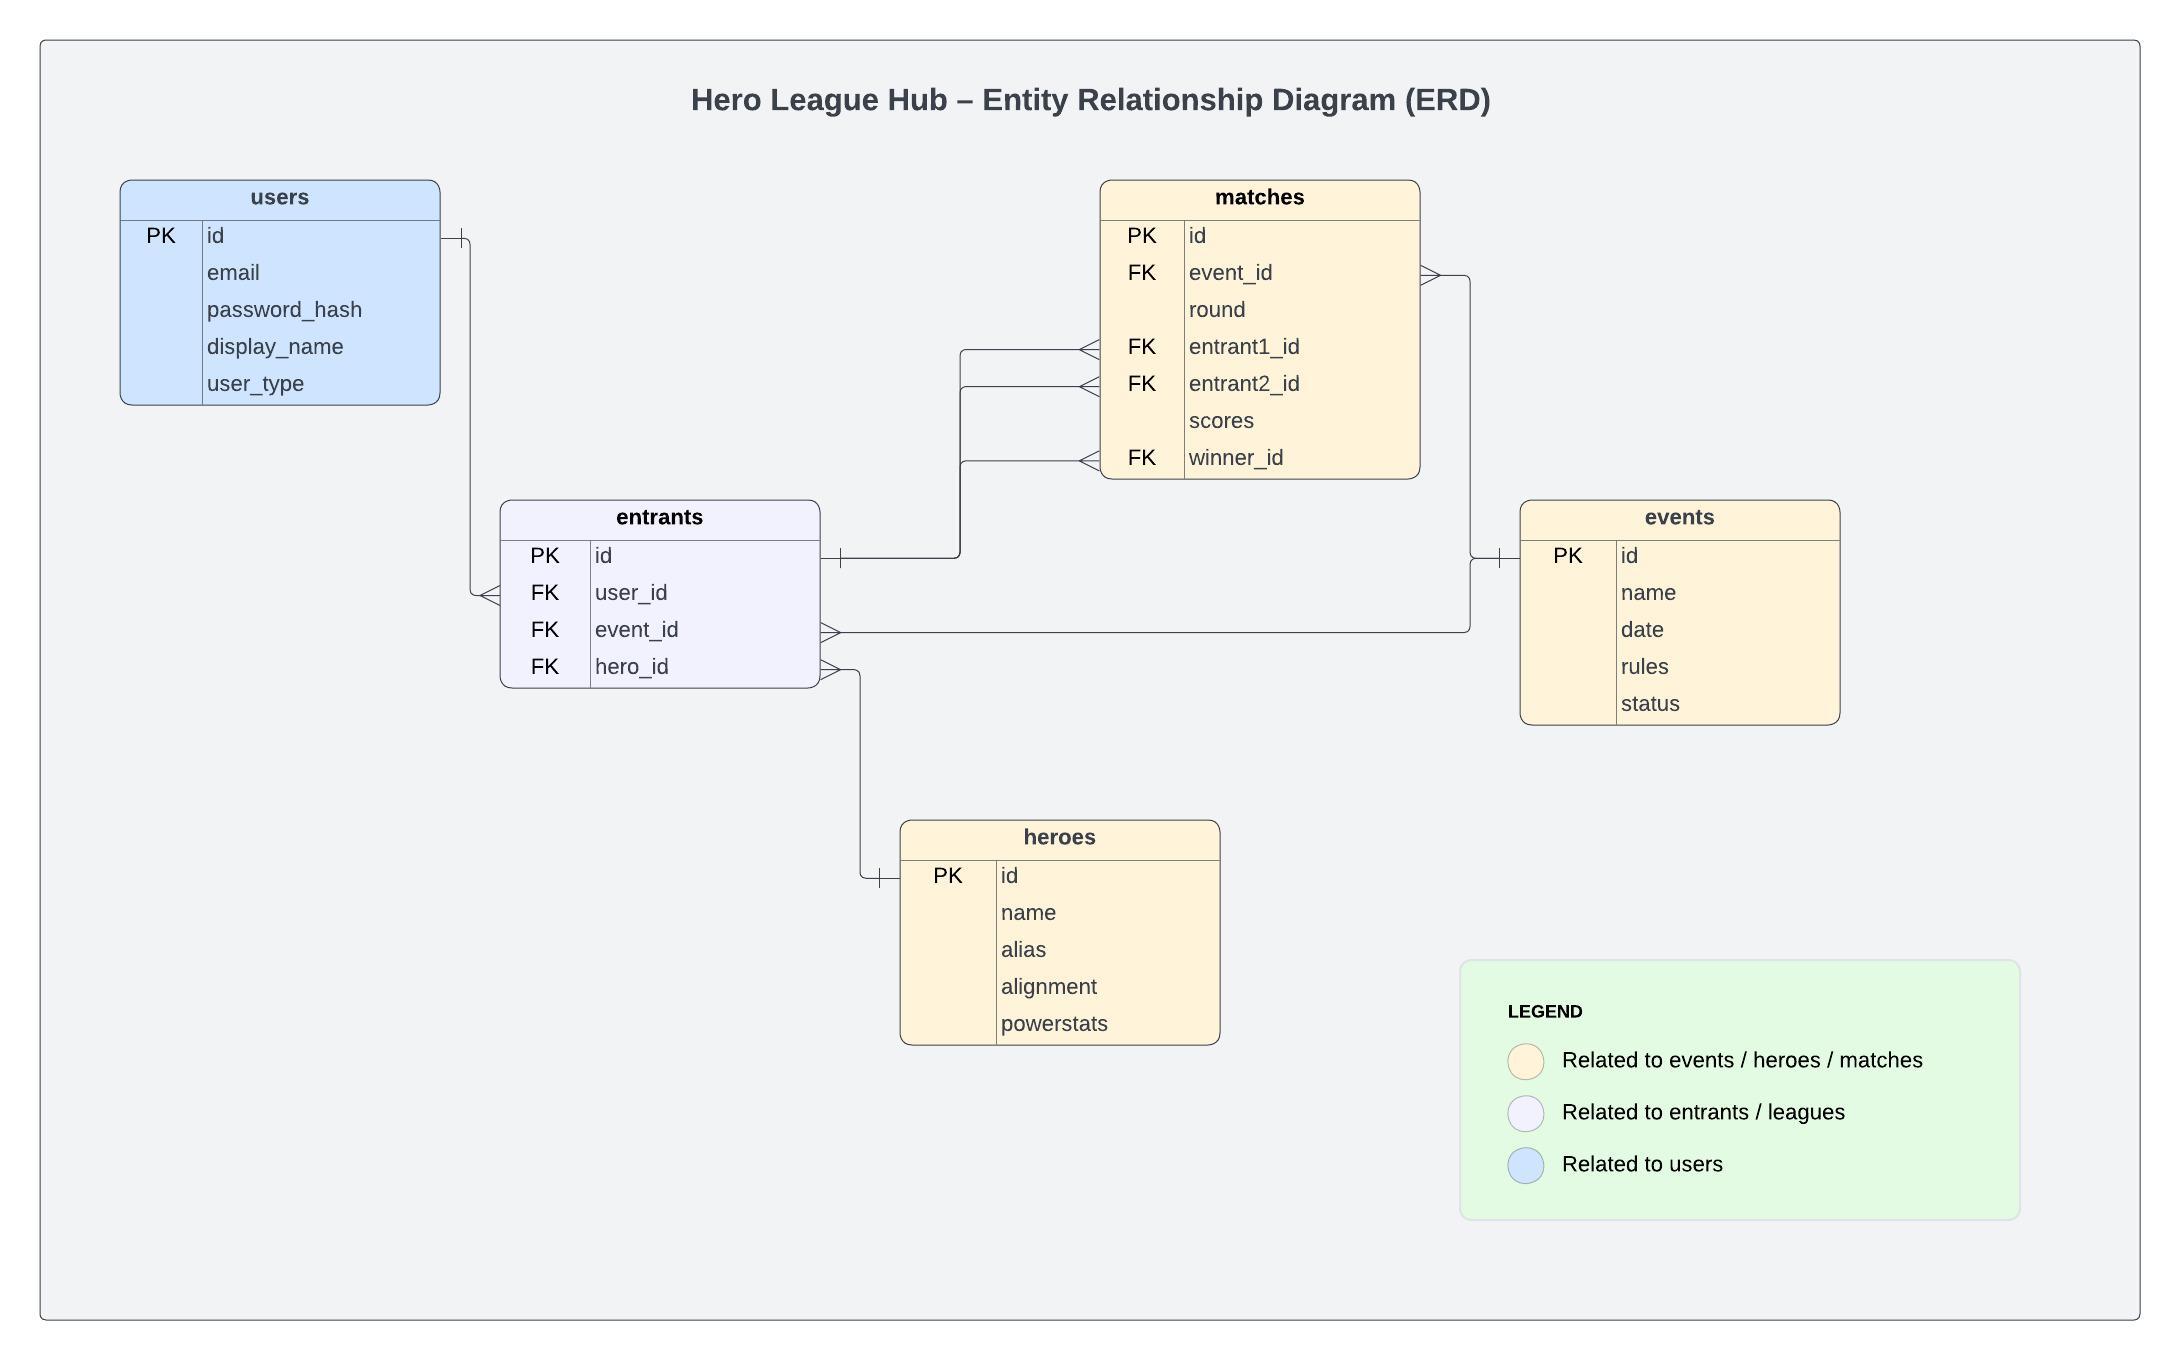 Hero League Hub – Entity Relationship Diagram (ERD)
users
PK id
email
password_hash
display_name
user_type
matches
PK id
FK event_id
round
FK entrant1_id
FK entrant2_id
scores
FK winner_id
entrants
PK id
FK user_id
FK event_id
FK hero_id
events
PK id
name
date
rules
status
heroes
PK id
name
alias
alignment
powerstats
LEGEND
Related to events / heroes / matches
Related to entrants / leagues
Related to users